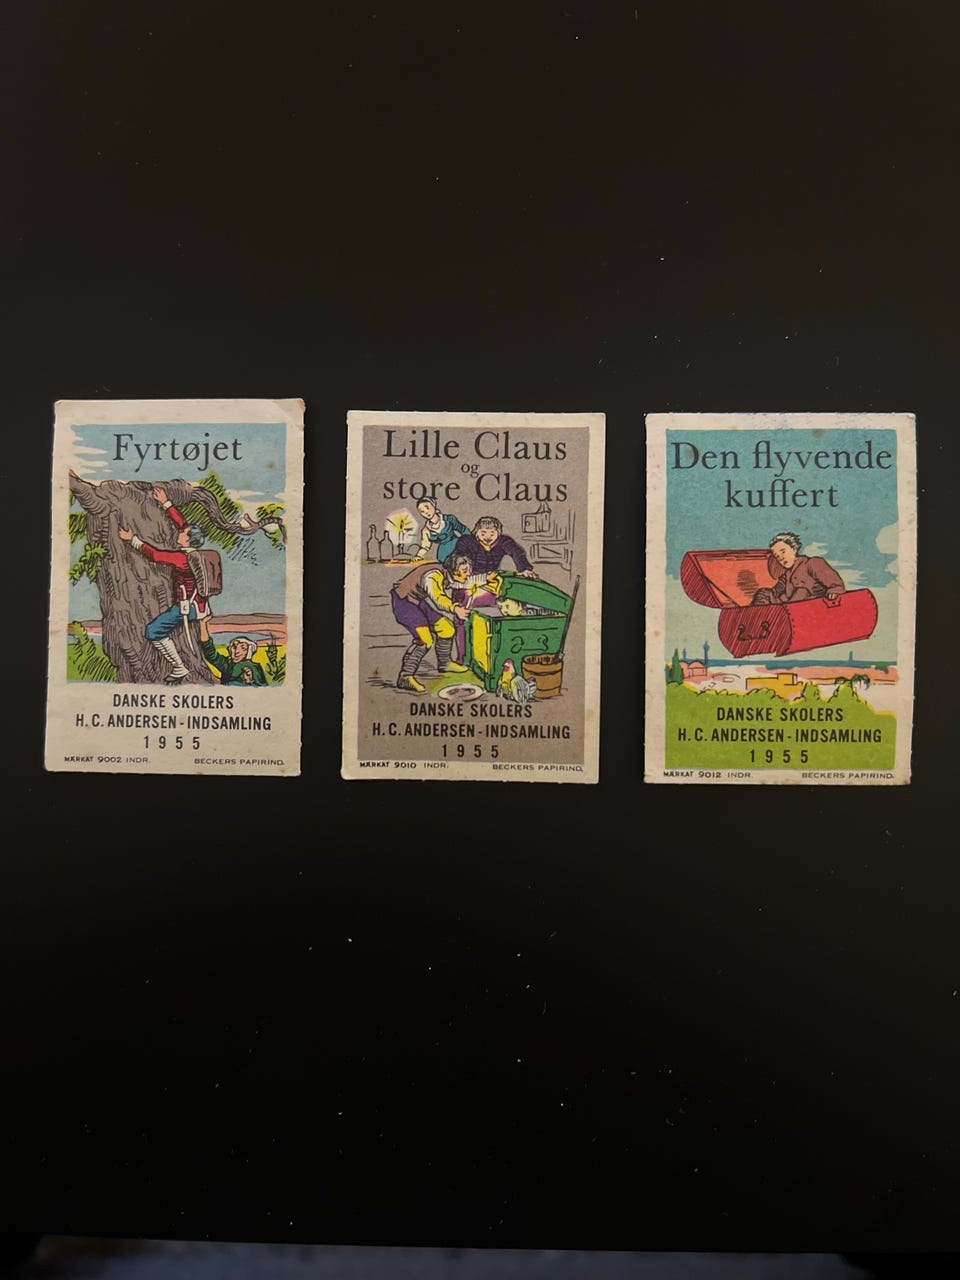 Fyrtøjet
DANSKE SKOLERS
H. C. ANDERSEN - INDSAMLING
1955
MÆRKAT 9002 INDR.
BECKERS PAPIRIND.
Lille Claus
og
store Claus
DANSKE SKOLERS
H. C. ANDERSEN - INDSAMLING
1955
MÆRKAT 9010 INDR.
BECKERS PAPIRIND.
Den flyvende
kuffert
DANSKE SKOLERS
H. C. ANDERSEN - INDSAMLING
1955
MÆRKAT 9012 INDR.
BECKERS PAPIRIND.